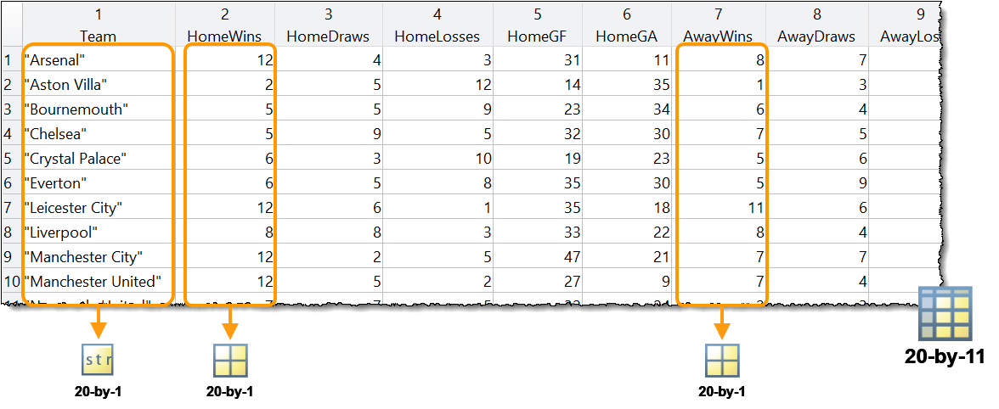 1 2 3 4 5 6 7 8 9
Team HomeWins HomeDraws HomeLosses HomeGF HomeGA AwayWins AwayDraws AwayLos
1 "Arsenal" 12 4 3 31 11 8 7
2 "Aston Villa" 2 5 12 14 35 1 3
3 "Bournemouth" 5 5 9 23 34 6 4
4 "Chelsea" 5 9 5 32 30 7 5
5 "Crystal Palace" 6 3 10 19 23 5 6
6 "Everton" 6 5 8 35 30 5 9
7 "Leicester City" 12 6 1 35 18 11 6
8 "Liverpool" 8 8 3 33 22 8 4
9 "Manchester City" 12 2 5 47 21 7 7
10 "Manchester United" 12 5 2 27 9 7 4
str
20-by-1 20-by-1 20-by-1
20-by-11